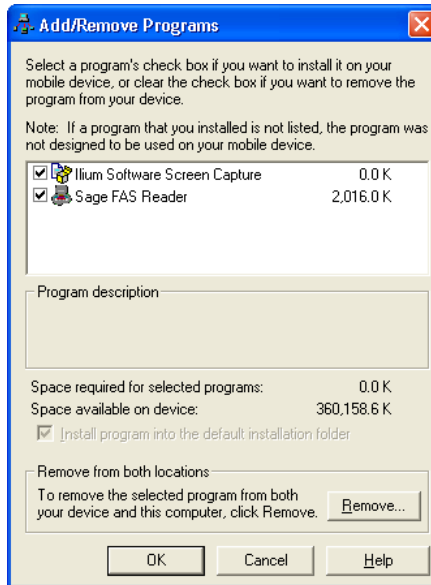 Add/Remove Programs
Select a program's check box if you want to install it on your
mobile device, or clear the check box if you want to remove the
program from your device.
Note: If a program that you installed is not listed, the program was
not designed to be used on your mobile device.
Ilium Software Screen Capture 0.0 K
Sage FAS Reader 2,016.0 K
Program description
Space required for selected programs: 0.0 K
Space available on device: 360,158.6 K
Install program into the default installation folder
Remove from both locations
To remove the selected program from both
your device and this computer, click Remove.
Remove...
OK Cancel Help